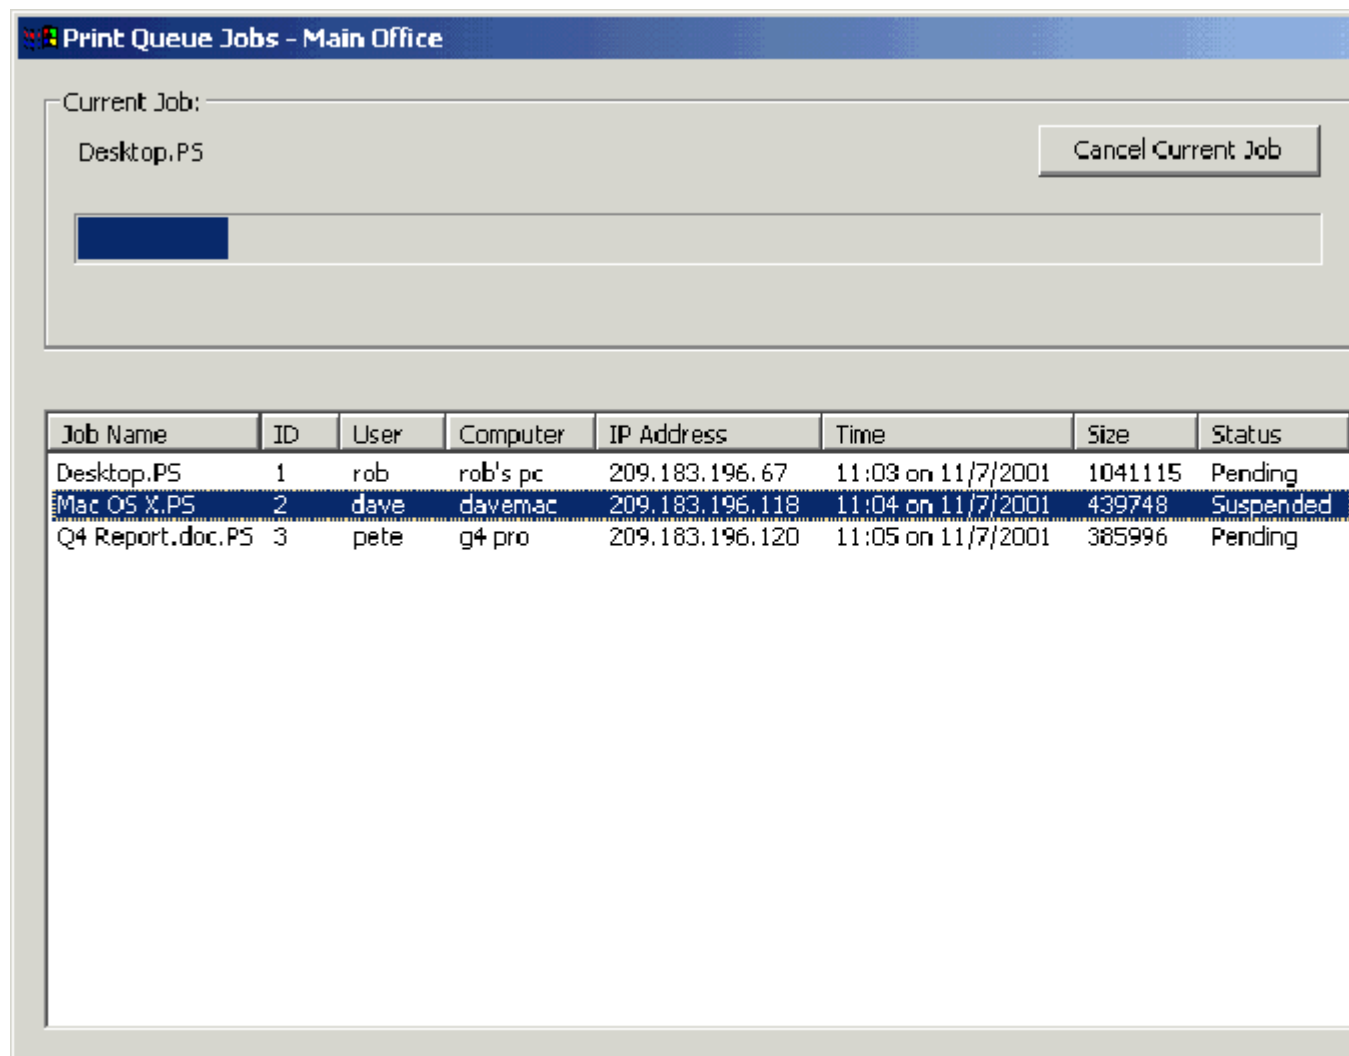 Print Queue Jobs - Main Office
Current Job:
Desktop.PS
Cancel Current Job
Job Name ID User Computer IP Address Time Size Status
Desktop.PS 1 rob rob's pc 209.183.196.67 11:03 on 11/7/2001 1041115 Pending
Mac OS X.PS 2 dave davemac 209.183.196.118 11:04 on 11/7/2001 439748 Suspended
Q4 Report.doc.PS 3 pete g4 pro 209.183.196.120 11:05 on 11/7/2001 385996 Pending